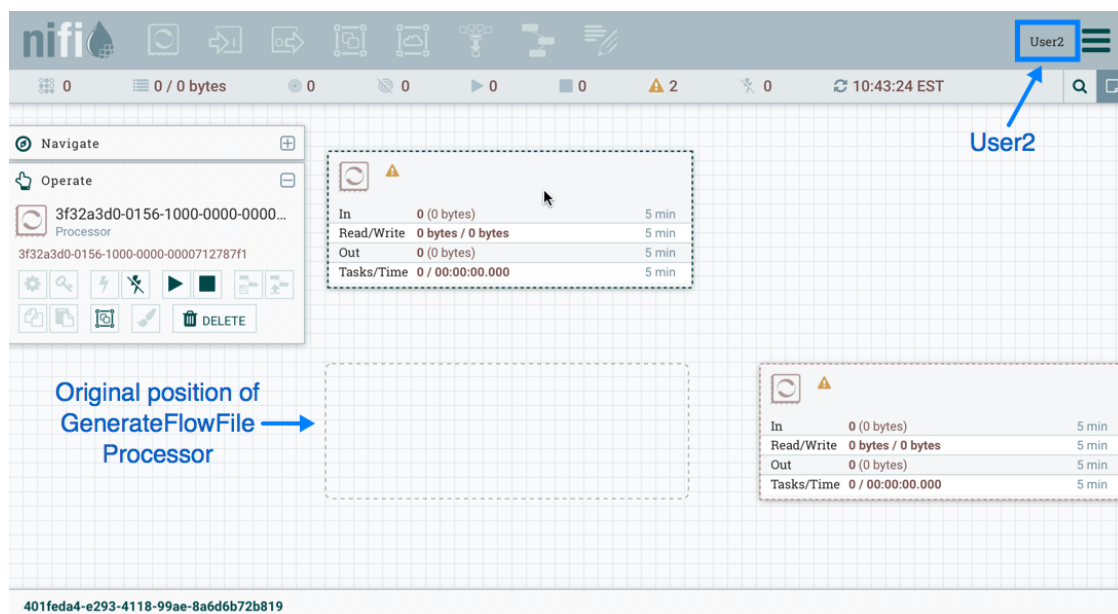 nifi
User2
0
0 / 0 bytes
0
0
0
0
2
0
10:43:24 EST
User2
Navigate
Operate
3f32a3d0-0156-1000-0000-0000...
Processor
3f32a3d0-0156-1000-0000-0000712787f1
DELETE
In 0 (0 bytes) 5 min
Read/Write 0 bytes / 0 bytes 5 min
Out 0 (0 bytes) 5 min
Tasks/Time 0 / 00:00:00.000 5 min
Original position of
GenerateFlowFile
Processor
In 0 (0 bytes) 5 min
Read/Write 0 bytes / 0 bytes 5 min
Out 0 (0 bytes) 5 min
Tasks/Time 0 / 00:00:00.000 5 min
401feda4-e293-4118-99ae-8a6d6b72b819